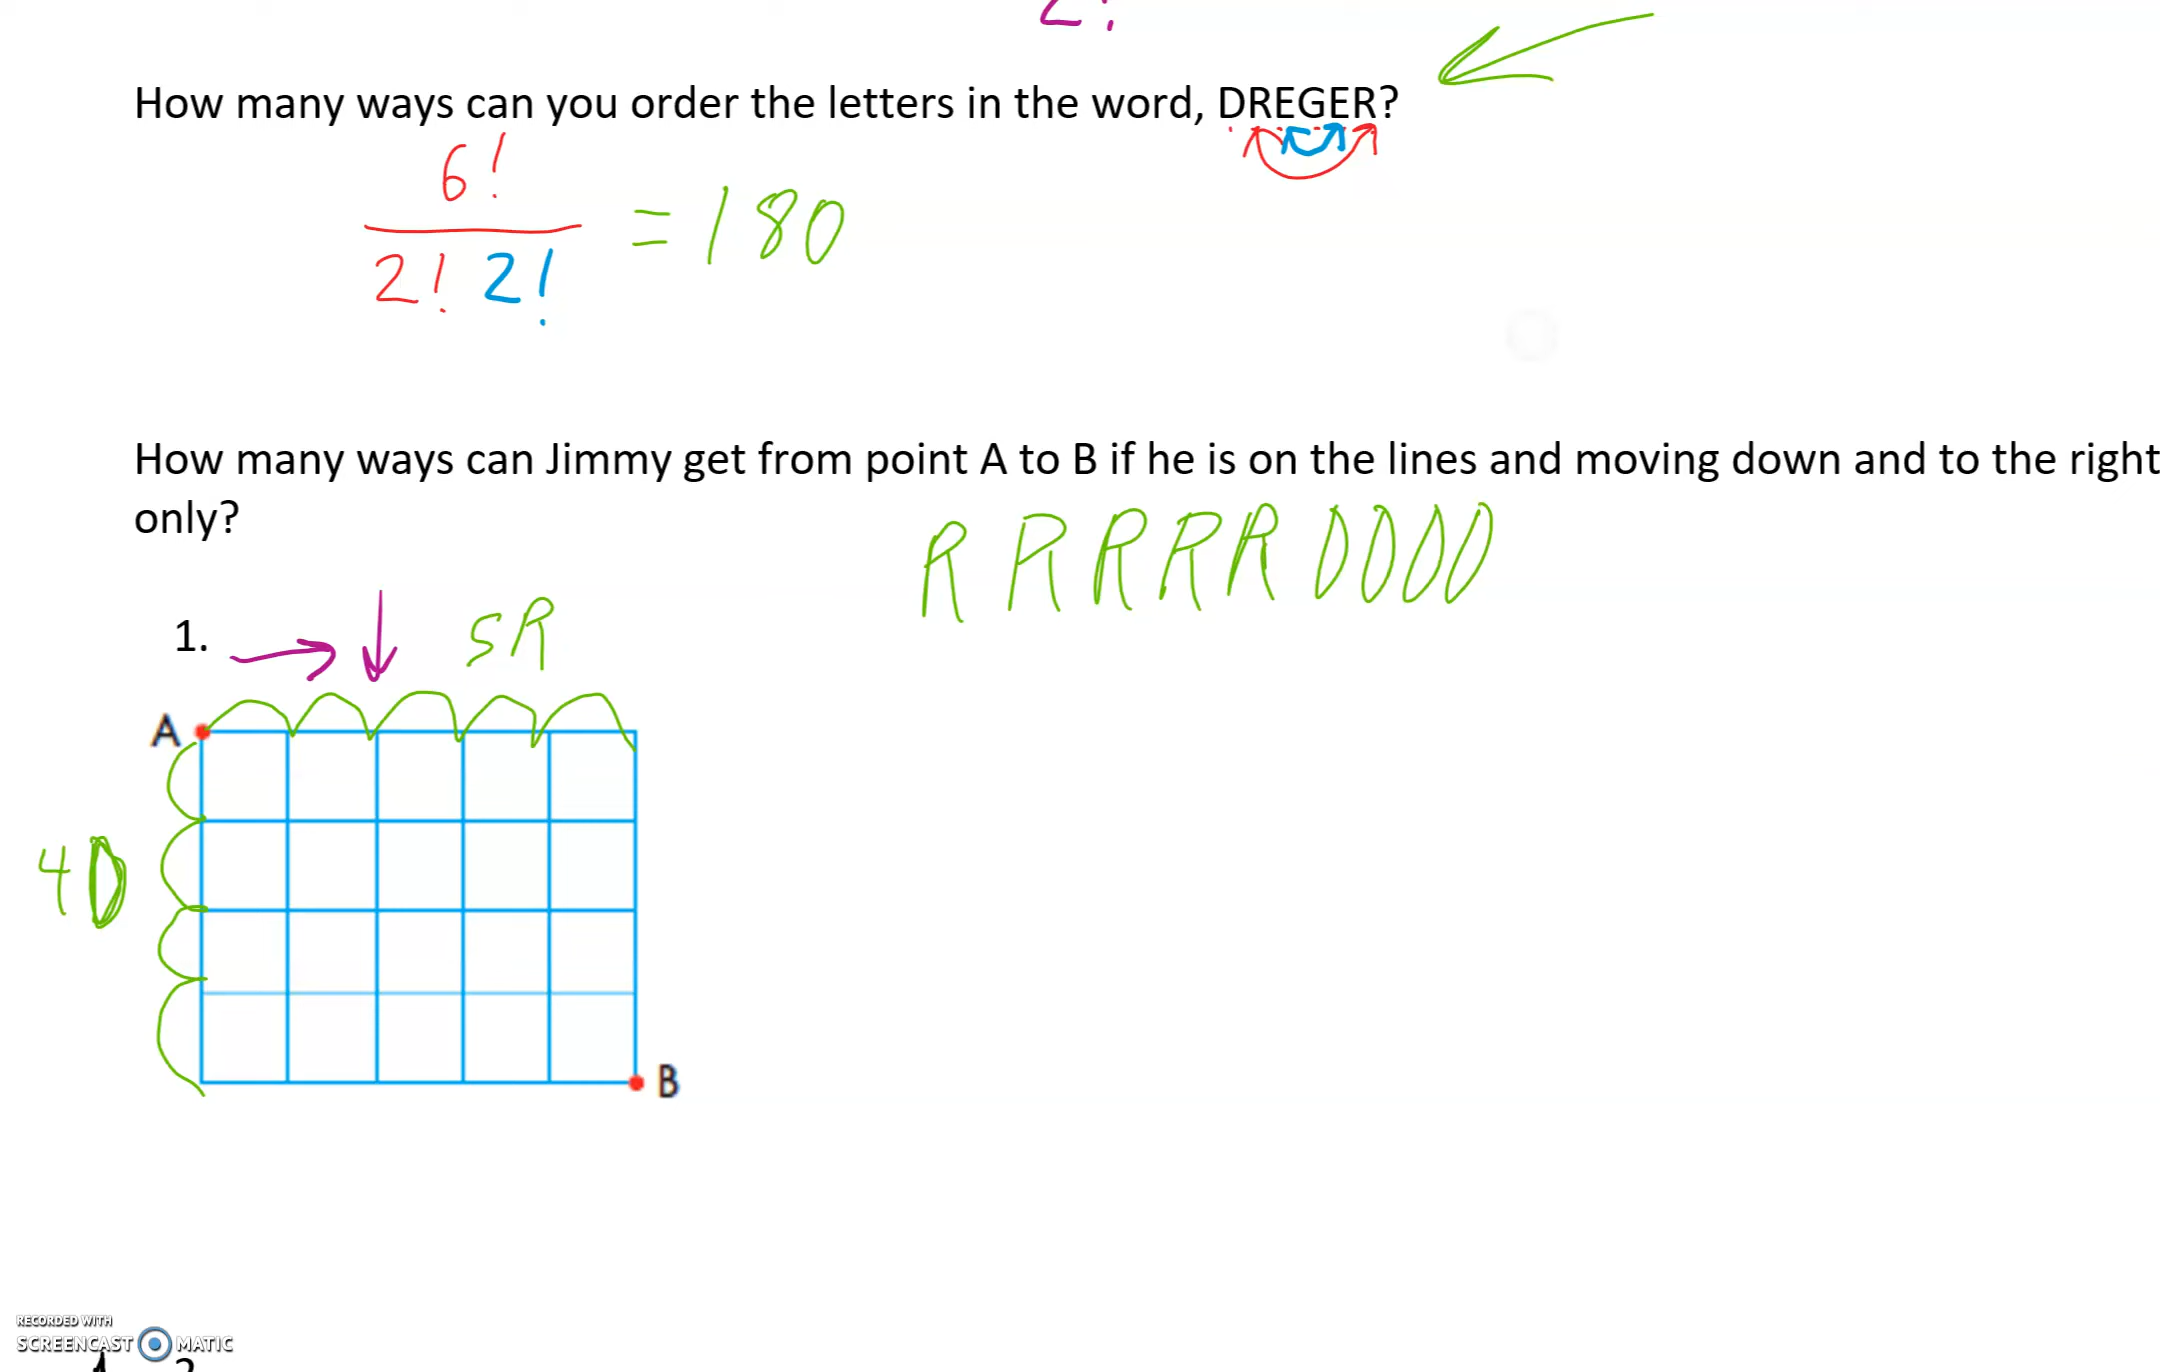 2!
How many ways can you order the letters in the word, DREGER?
6!
2! 2!
= 180
How many ways can Jimmy get from point A to B if he is on the lines and moving down and to the right
only?
R R R R R D D D D
1.
5R
A
4D
B
RECORDED WITH
SCREENCAST MATIC